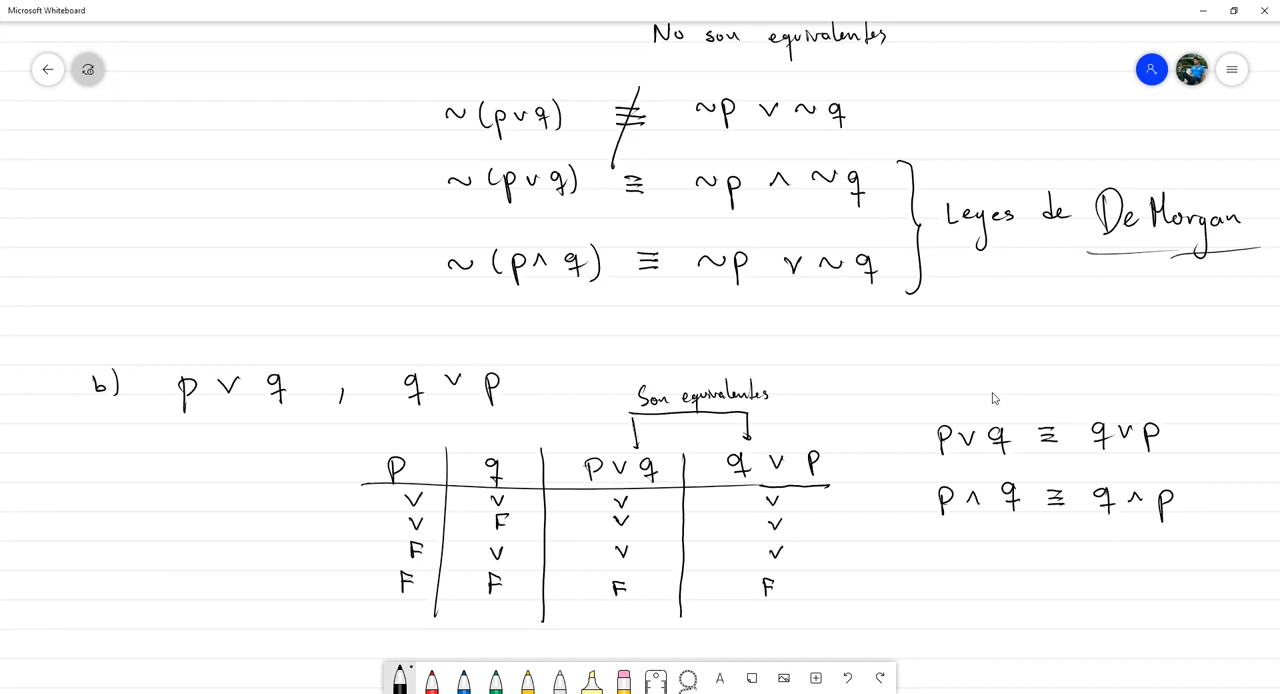 Microsoft Whiteboard
No son equivalentes
~(p∨q) ≢ ~p ∨ ~q
~(p∨q) ≡ ~p ∧ ~q
Leyes de De Morgan
~(p∧q) ≡ ~p ∨ ~q
b) p ∨ q , q ∨ p
Son equivalentes
p∨q ≡ q∨p
p q p∨q q ∨ p
p ∧ q ≡ q ∧ p
V V V V
V F V V
F V V V
F F F F
A